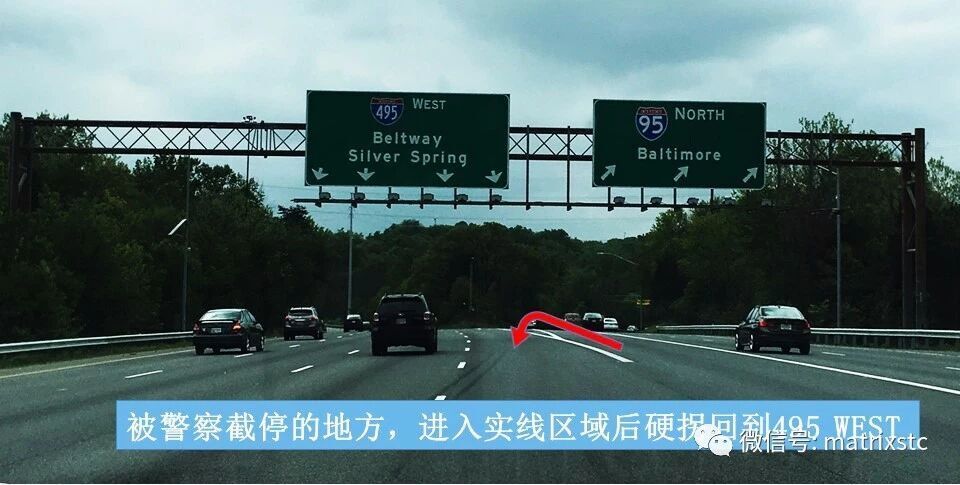 495 WEST
Beltway
Silver Spring
95 NORTH
Baltimore
被警察截停的地方，进入实线区域后硬拐回到495 WEST
微信号: matrixstc